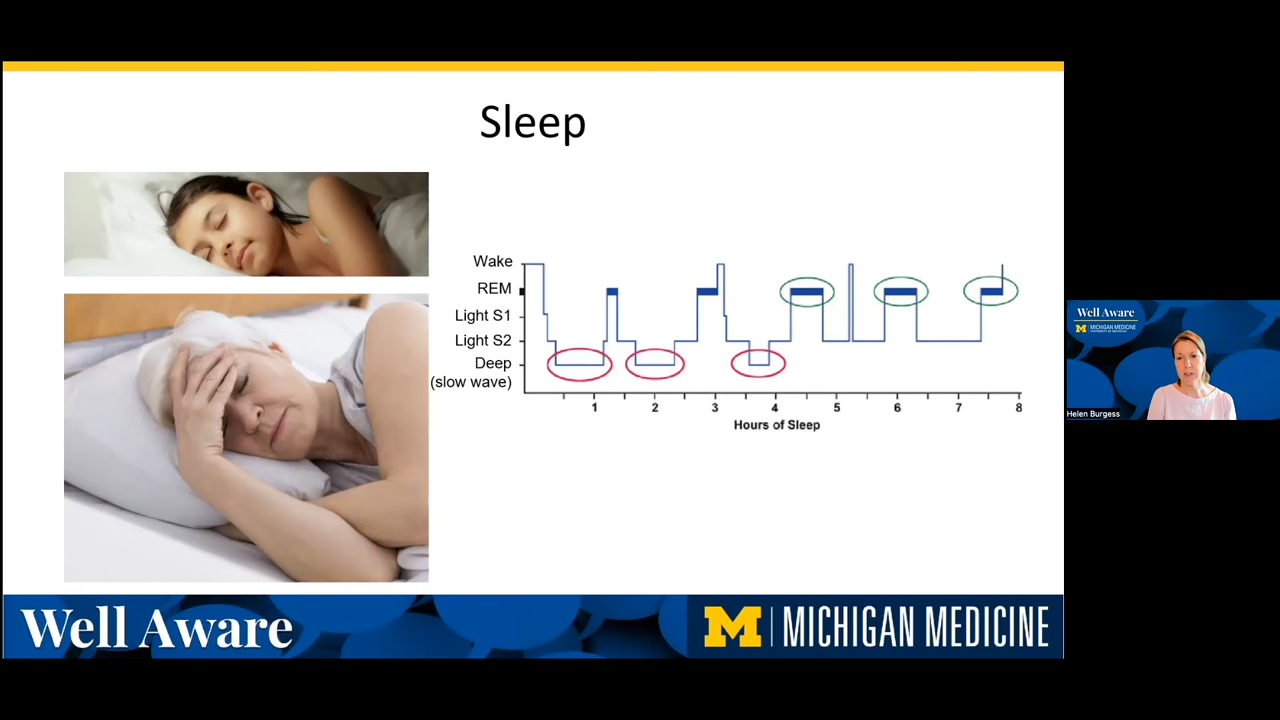 Sleep
Wake
REM
Light S1
Light S2
Deep
(slow wave)
1 2 3 4 5 6 7 8
Hours of Sleep
Well Aware
M | MICHIGAN MEDICINE
Well Aware
M MICHIGAN MEDICINE
Helen Burgess